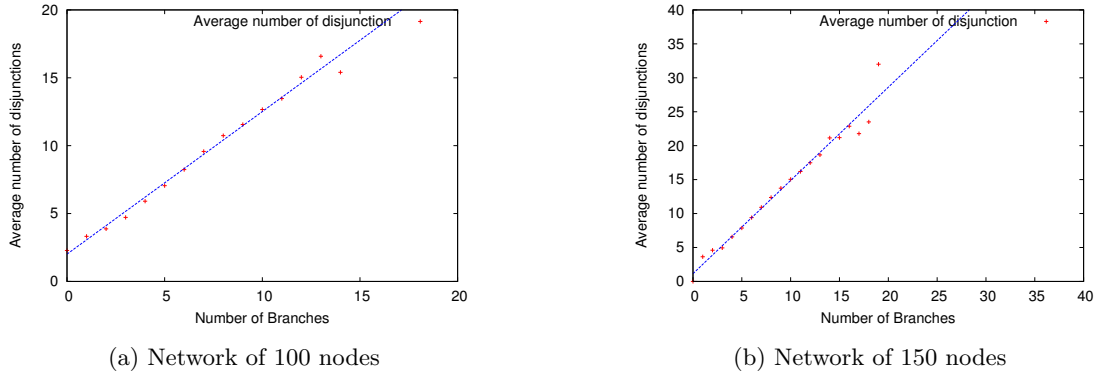 20
15
10
5
0
Average number of disjunctions
Average number of disjunction
0 5 10 15 20
Number of Branches
(a) Network of 100 nodes
40
35
30
25
20
15
10
5
0
Average number of disjunctions
Average number of disjunction
0 5 10 15 20 25 30 35 40
Number of Branches
(b) Network of 150 nodes